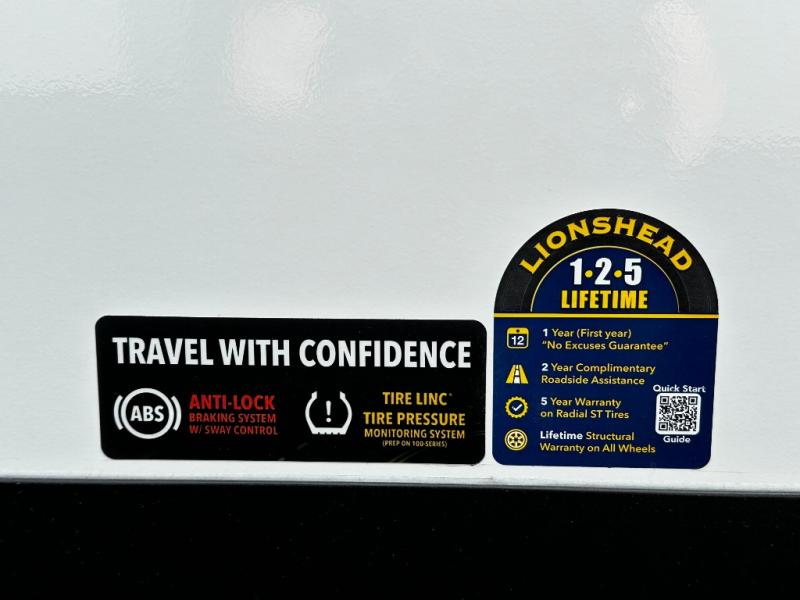 TRAVEL WITH CONFIDENCE
ABS
ANTI-LOCK
BRAKING SYSTEM
W/ SWAY CONTROL
!
TIRE LINC
TIRE PRESSURE
MONITORING SYSTEM
(PREP ON 100-SERIES)
LIONSHEAD
1·2·5
LIFETIME
12
1 Year (First year)
"No Excuses Guarantee"
2 Year Complimentary
Roadside Assistance
5 Year Warranty
on Radial ST Tires
Lifetime Structural
Warranty on All Wheels
Quick Start
Guide